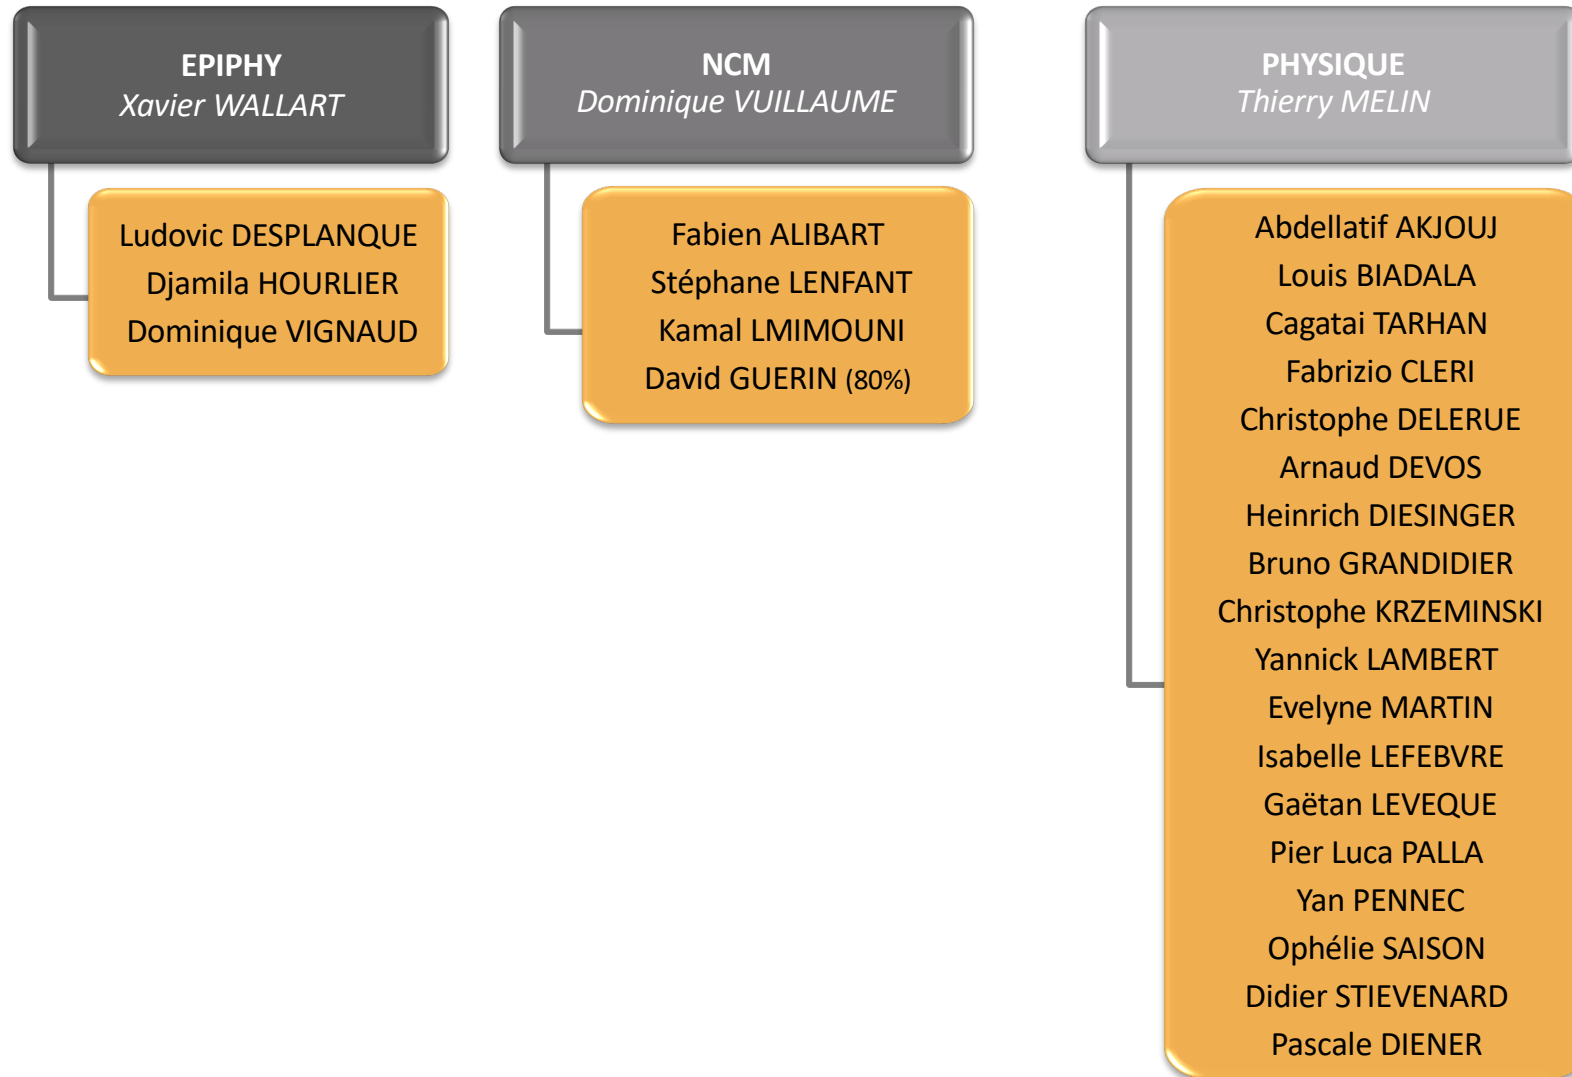 EPIPHY
Xavier WALLART
Ludovic DESPLANQUE
Djamila HOURLIER
Dominique VIGNAUD
NCM
Dominique VUILLAUME
Fabien ALIBART
Stéphane LENFANT
Kamal LMIMOUNI
David GUERIN (80%)
PHYSIQUE
Thierry MELIN
Abdellatif AKJOUJ
Louis BIADALA
Cagatai TARHAN
Fabrizio CLERI
Christophe DELERUE
Arnaud DEVOS
Heinrich DIESINGER
Bruno GRANDIDIER
Christophe KRZEMINSKI
Yannick LAMBERT
Evelyne MARTIN
Isabelle LEFEBVRE
Gaëtan LEVEQUE
Pier Luca PALLA
Yan PENNEC
Ophélie SAISON
Didier STIEVENARD
Pascale DIENER